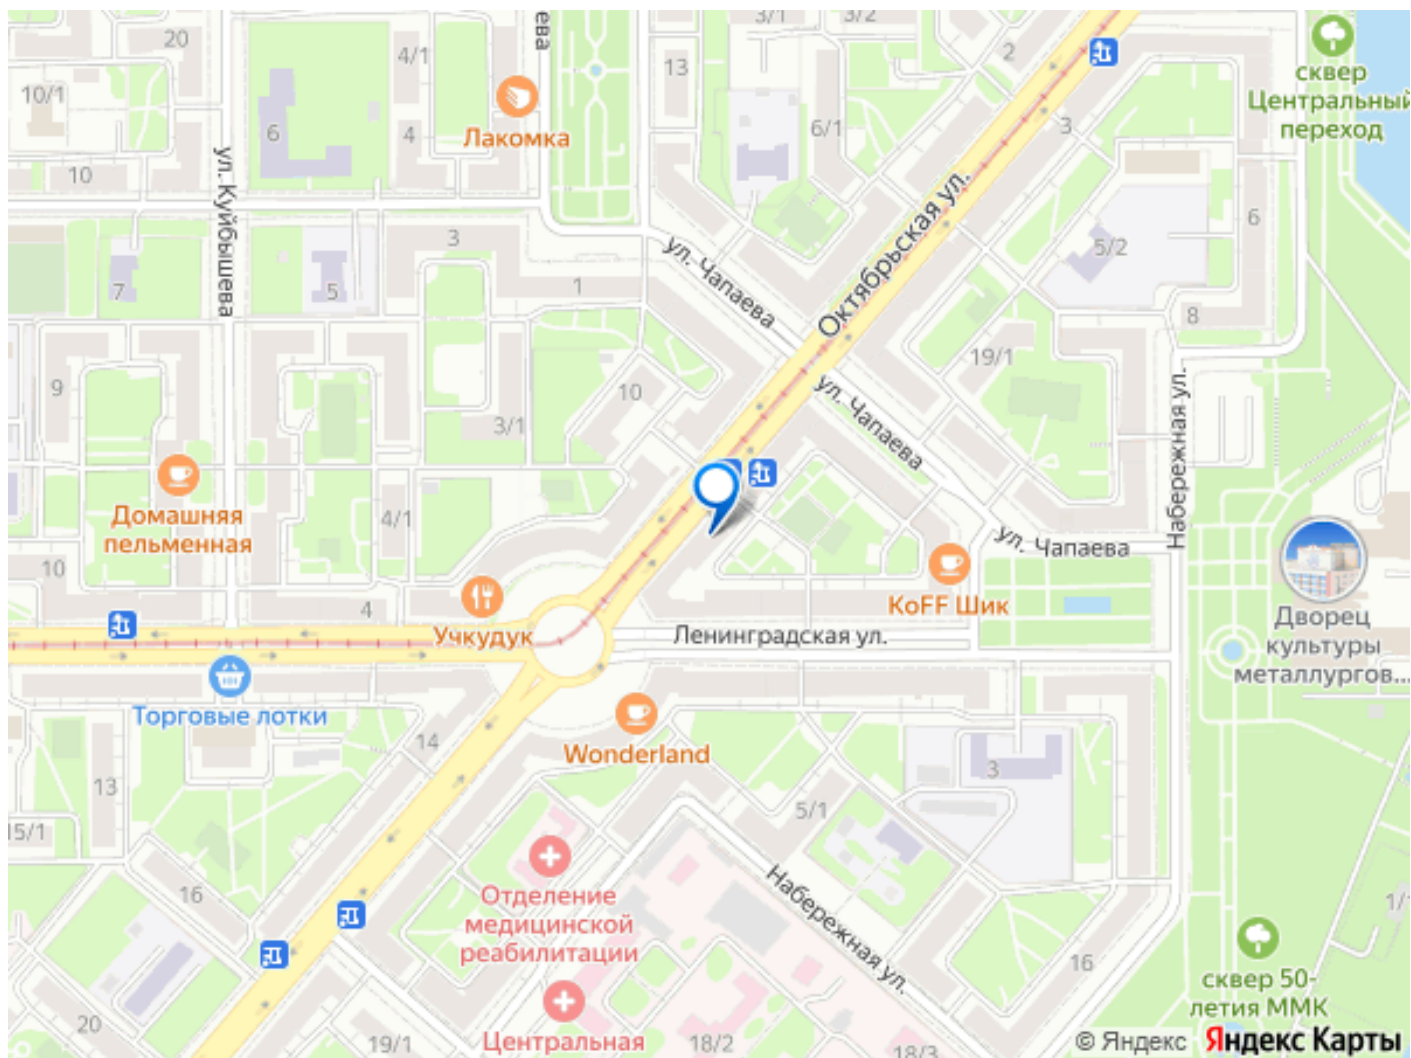 20
4/1
ева
3/1
3/2
2
сквер
Центральный
переход
10/1
13
6
Лакомка
4
6/1
3
10
ул. Куйбышева
Октябрьская ул.
6
3
ул. Чапаева
5/2
7
5
1
8
19/1
9
10
ул. Чапаева
Набережная ул.
3/1
Домашняя
пельменная
4/1
ул. Чапаева
10
KoFF Шик
4
Учкудук
Ленинградская ул.
Дворец
культуры
металлургов...
Торговые лотки
14
Wonderland
13
3
15/1
5/1
16
Отделение
медицинской
реабилитации
Набережная ул.
1/1
16
сквер 50-
летия ММК
20
19/1
Центральная
18/2
18/3
© Яндекс Яндекс Карты